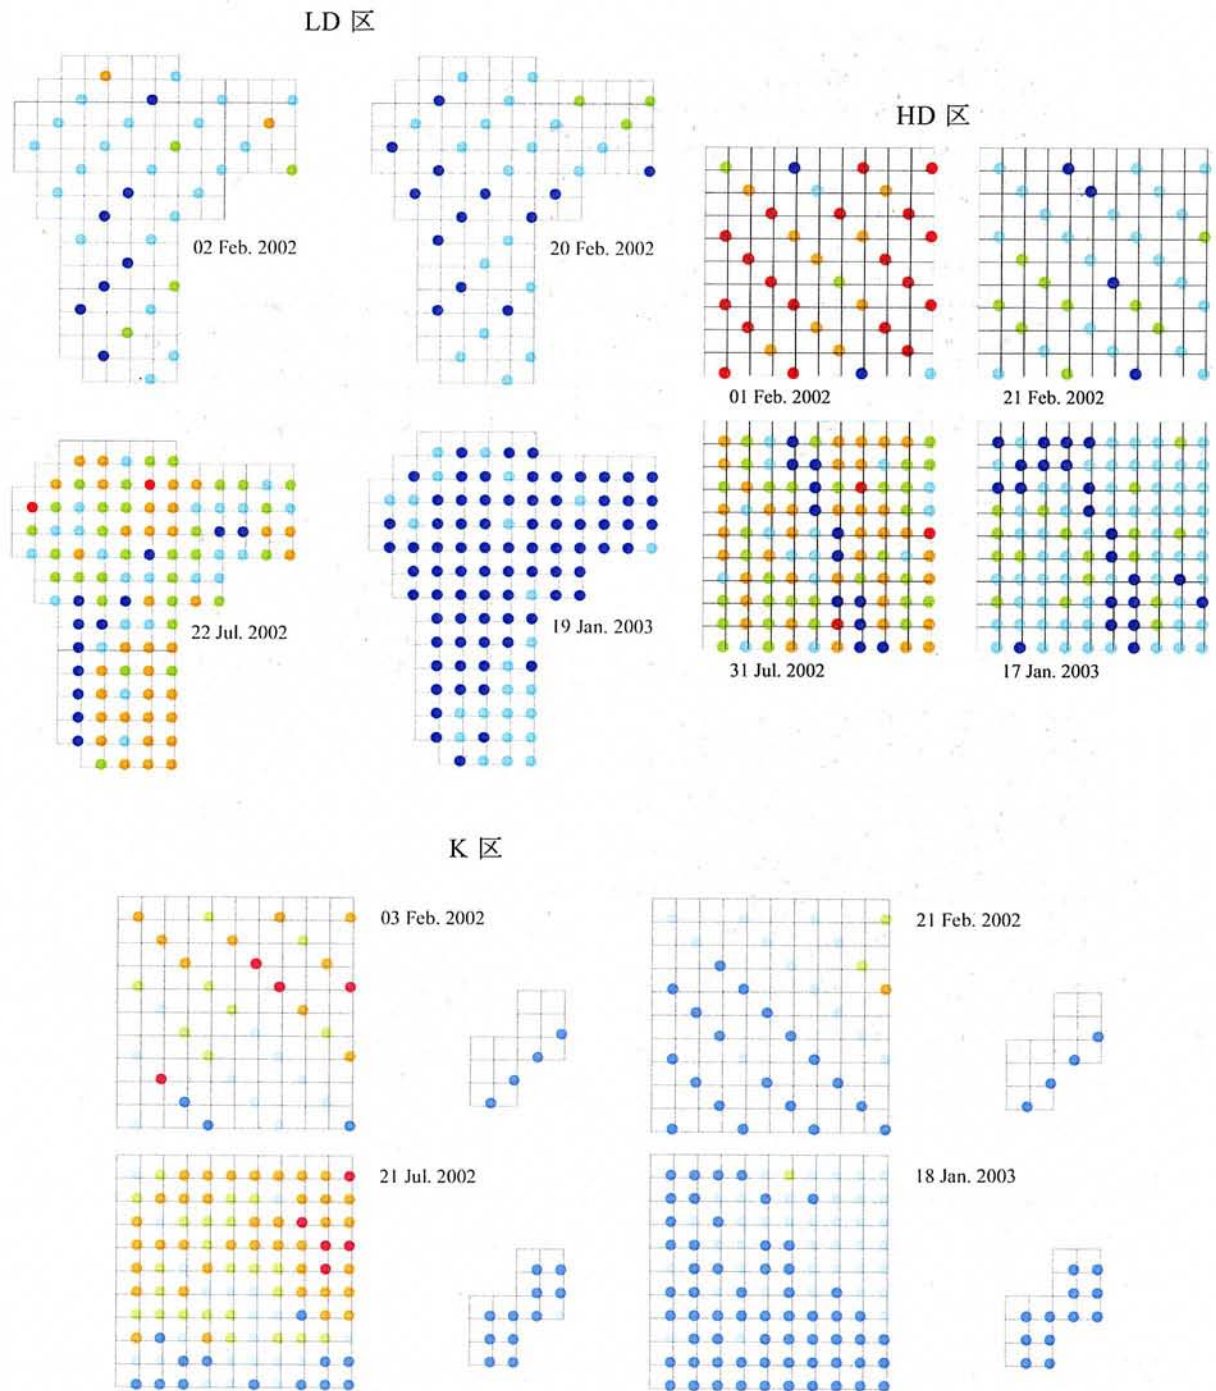 LD 区
02 Feb. 2002
20 Feb. 2002
22 Jul. 2002
19 Jan. 2003
HD 区
01 Feb. 2002
21 Feb. 2002
31 Jul. 2002
17 Jan. 2003
K 区
03 Feb. 2002
21 Feb. 2002
21 Jul. 2002
18 Jan. 2003